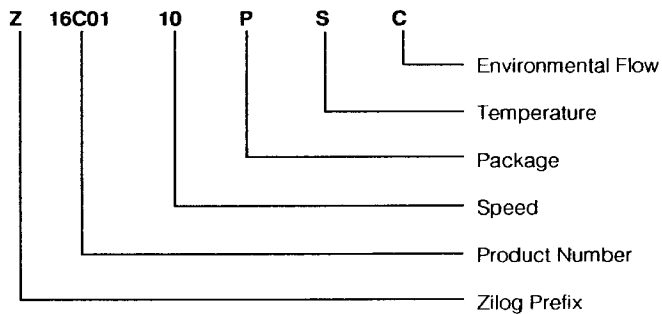 Z 16C01 10 P S C
Environmental Flow
Temperature
Package
Speed
Product Number
Zilog Prefix